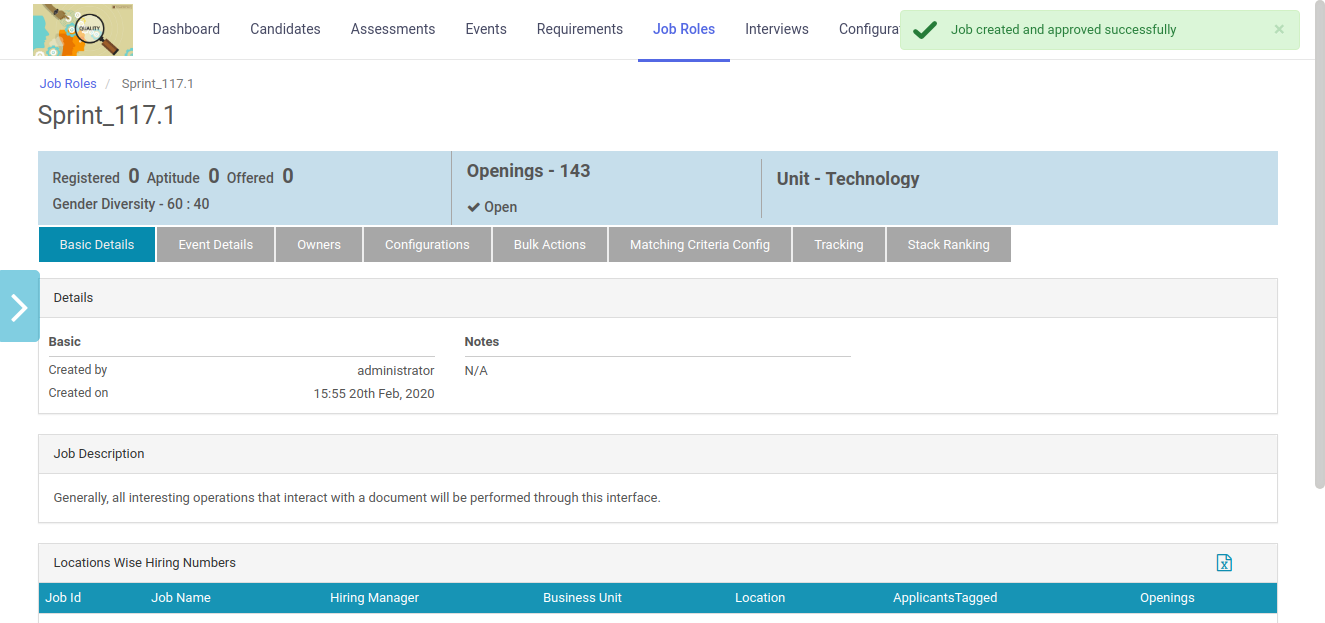 QUALITY
Dashboard Candidates Assessments Events Requirements Job Roles Interviews Configura
Job created and approved successfully ×
Job Roles / Sprint_117.1
Sprint_117.1
Registered 0 Aptitude 0 Offered 0
Gender Diversity - 60 : 40
Openings - 143
Open
Unit - Technology
Basic Details Event Details Owners Configurations Bulk Actions Matching Criteria Config Tracking Stack Ranking
Details
Basic
Created by administrator
Created on 15:55 20th Feb, 2020
Notes
N/A
Job Description
Generally, all interesting operations that interact with a document will be performed through this interface.
Locations Wise Hiring Numbers
Job Id Job Name Hiring Manager Business Unit Location ApplicantsTagged Openings